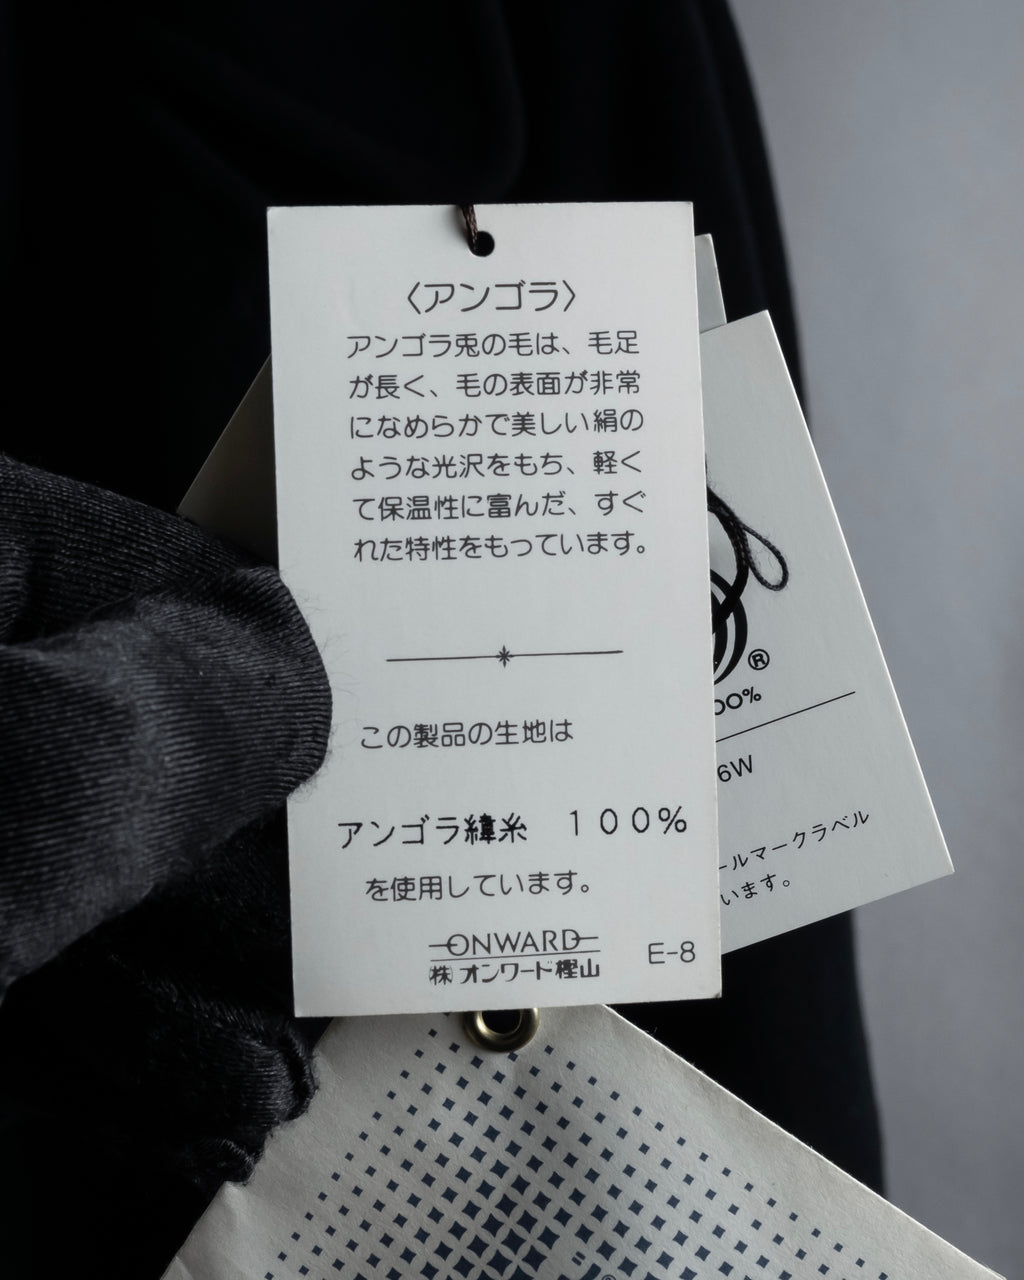 〈アンゴラ〉
アンゴラ兎の毛は、毛足
が長く、毛の表面が非常
になめらかで美しい絹の
ような光沢をもち、軽く
て保温性に富んだ、すぐ
れた特性をもっています。
この製品の生地は
アンゴラ緯糸 100%
を使用しています。
ONWARD
㈱オンワード樫山
E-8
®
00%
6W
ールマークラベル
います。